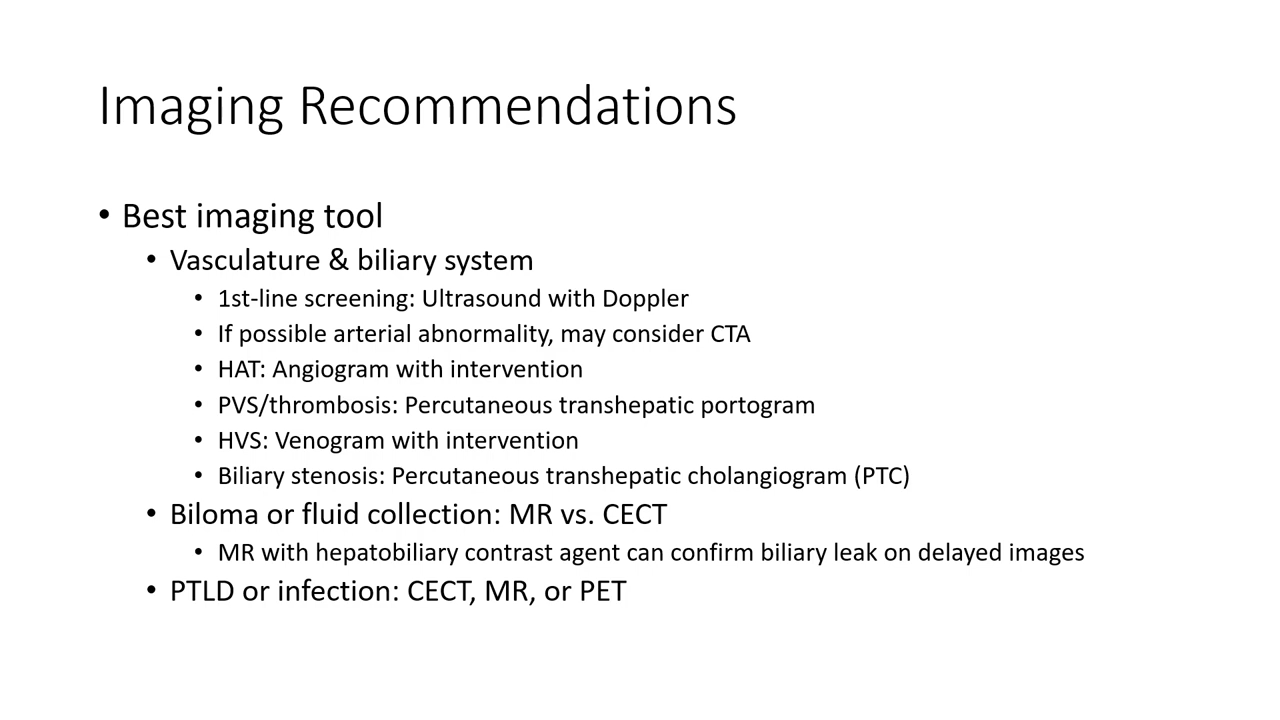 Imaging Recommendations
• Best imaging tool
• Vasculature & biliary system
• 1st-line screening: Ultrasound with Doppler
• If possible arterial abnormality, may consider CTA
• HAT: Angiogram with intervention
• PVS/thrombosis: Percutaneous transhepatic portogram
• HVS: Venogram with intervention
• Biliary stenosis: Percutaneous transhepatic cholangiogram (PTC)
• Biloma or fluid collection: MR vs. CECT
• MR with hepatobiliary contrast agent can confirm biliary leak on delayed images
• PTLD or infection: CECT, MR, or PET